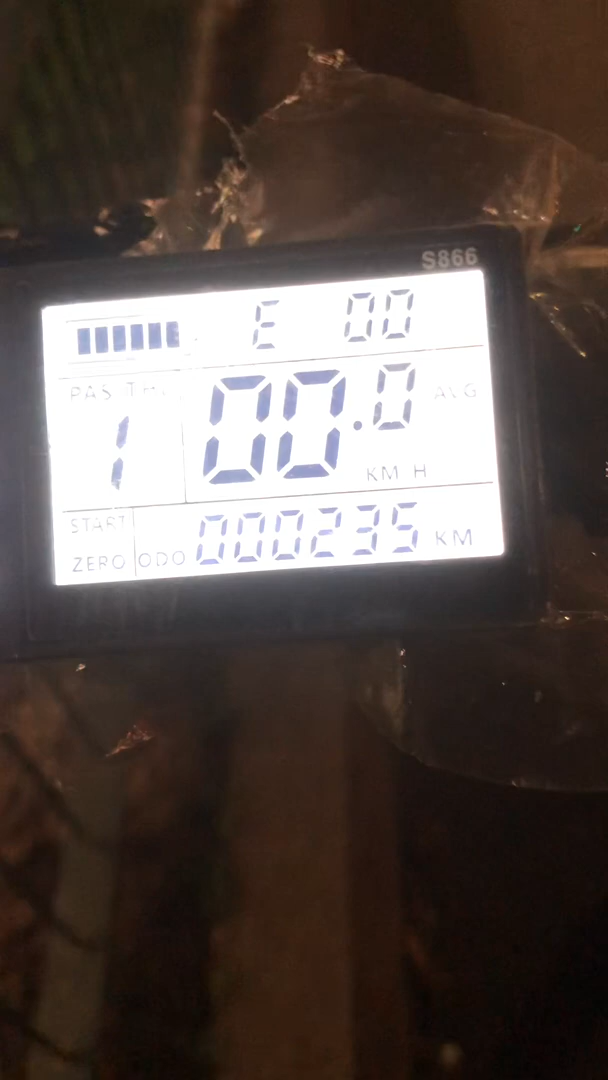 S866
E 00
PAS THR
1 00.0 AVG
KM H
START
ZERO ODO 000235 KM